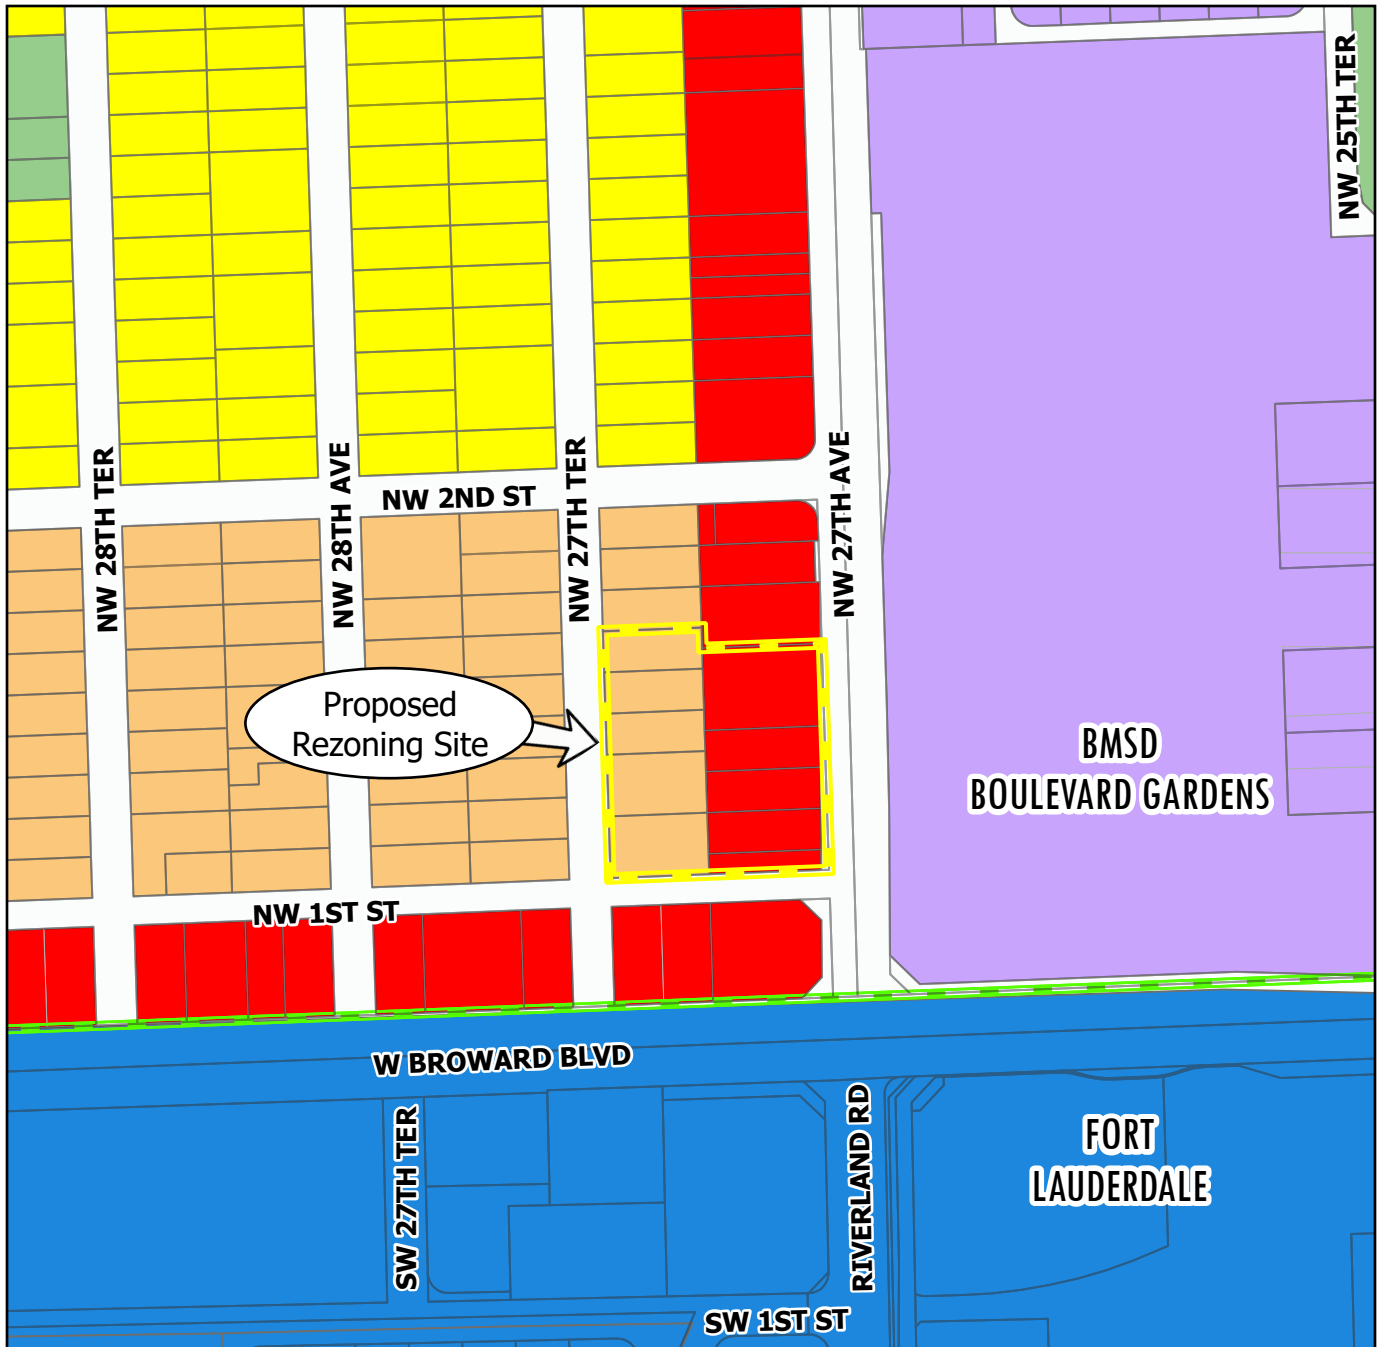 NW 25TH TER
NW 28TH TER
NW 28TH AVE
NW 2ND ST
NW 27TH TER
NW 27TH AVE
Proposed
Rezoning Site
BMSD
BOULEVARD GARDENS
NW 1ST ST
W BROWARD BLVD
SW 27TH TER
RIVERLAND RD
FORT
LAUDERDALE
SW 1ST ST